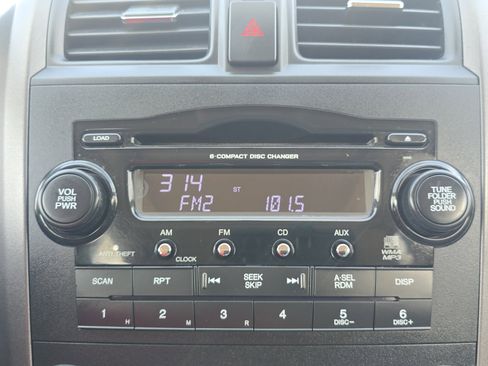 LOAD
6-COMPACT DISC CHANGER
314
ST
FM2 101.5
VOL
PUSH
PWR
TUNE
FOLDER
PUSH
SOUND
AM FM CD AUX
ANTI-THEFT
CLOCK
WMA
MP3
SCAN RPT SEEK
SKIP
A-SEL
RDM
DISP
1 H 2 M 3 R 4 5 6
DISC− DISC+